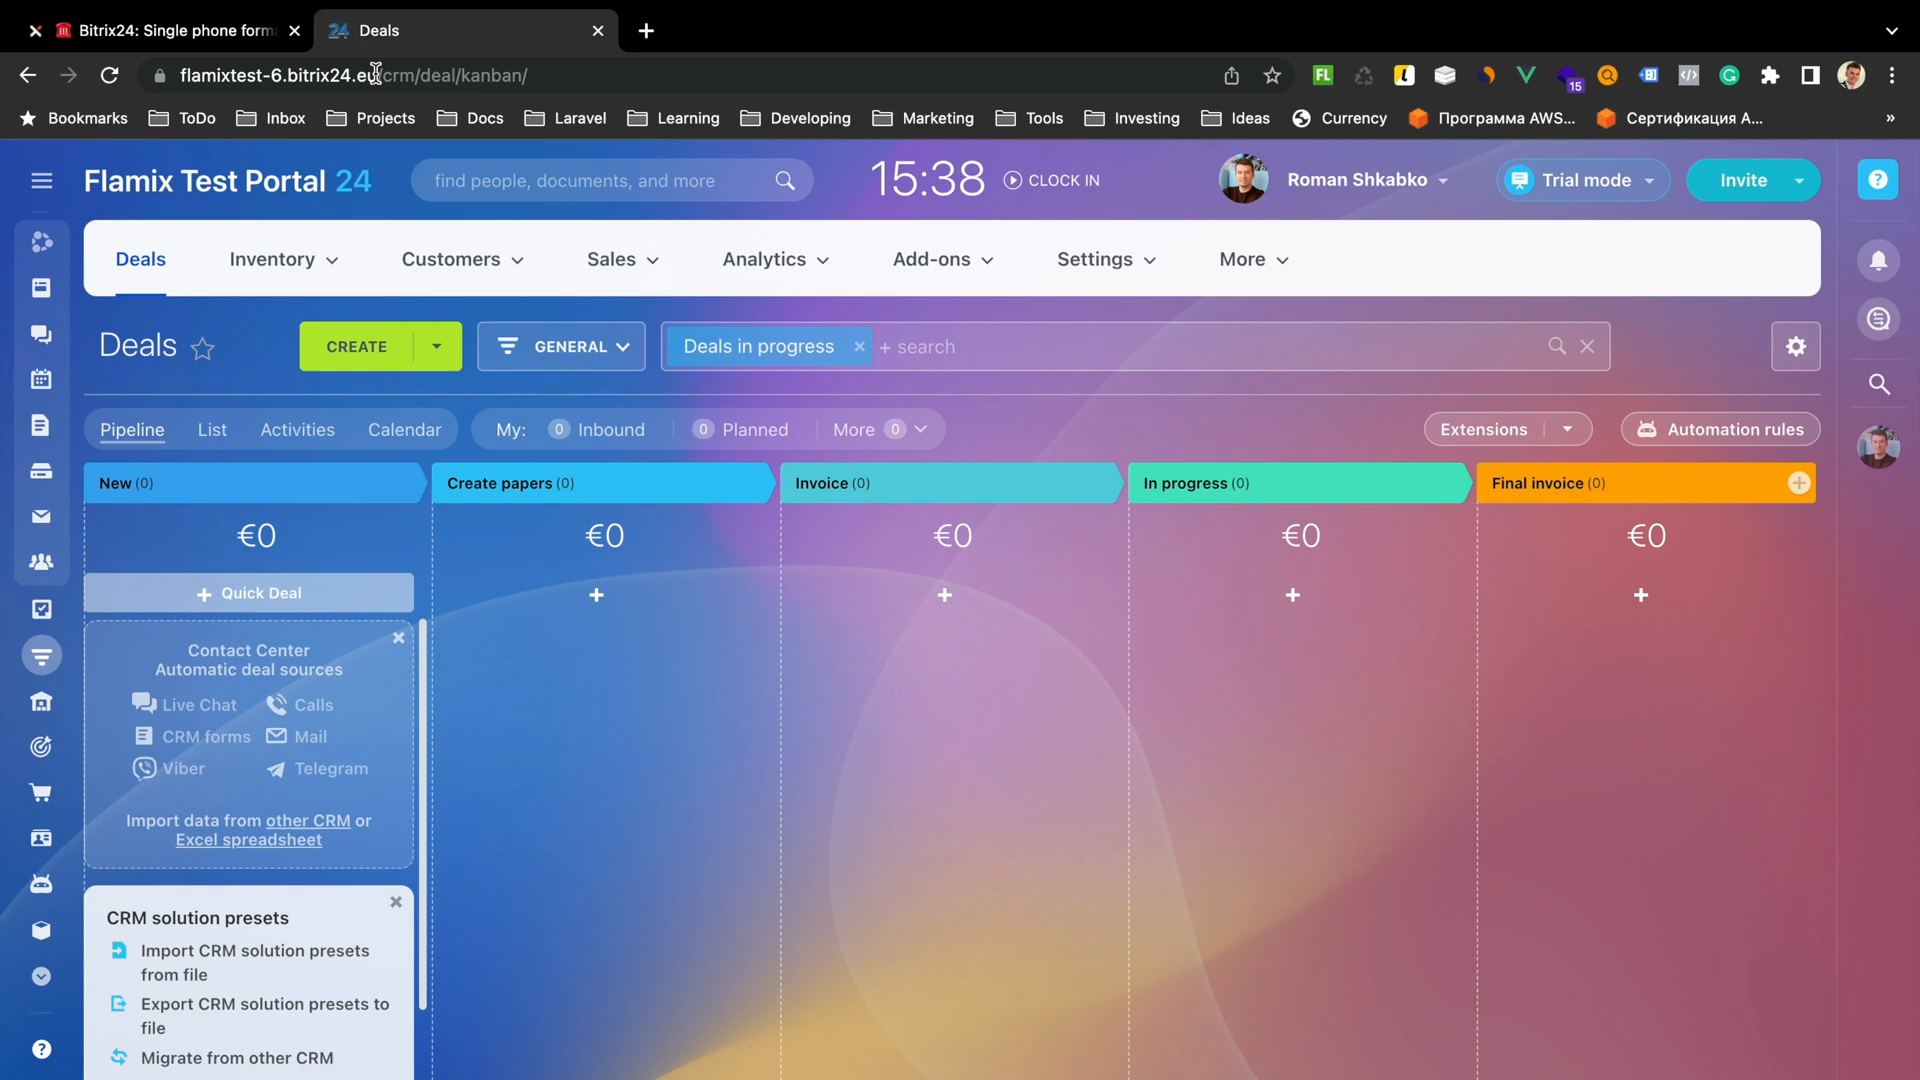 Bitrix24: Single phone form
24 Deals
flamixtest-6.bitrix24.eu/crm/deal/kanban/
FL
15
Bookmarks ToDo Inbox Projects Docs Laravel Learning Developing Marketing Tools Investing Ideas Currency Программа AWS... Сертификация А... »
Flamix Test Portal 24
find people, documents, and more
15:38 CLOCK IN
Roman Shkabko
Trial mode
Invite
Deals Inventory Customers Sales Analytics Add-ons Settings More
Deals
CREATE
GENERAL
Deals in progress × + search
Pipeline List Activities Calendar
My: 0 Inbound 0 Planned More 0
Extensions
Automation rules
New (0) Create papers (0) Invoice (0) In progress (0) Final invoice (0)
€0 €0 €0 €0 €0
+ Quick Deal + + + +
Contact Center
Automatic deal sources
Live Chat Calls
CRM forms Mail
Viber Telegram
Import data from other CRM or
Excel spreadsheet
CRM solution presets
Import CRM solution presets
from file
Export CRM solution presets to
file
Migrate from other CRM